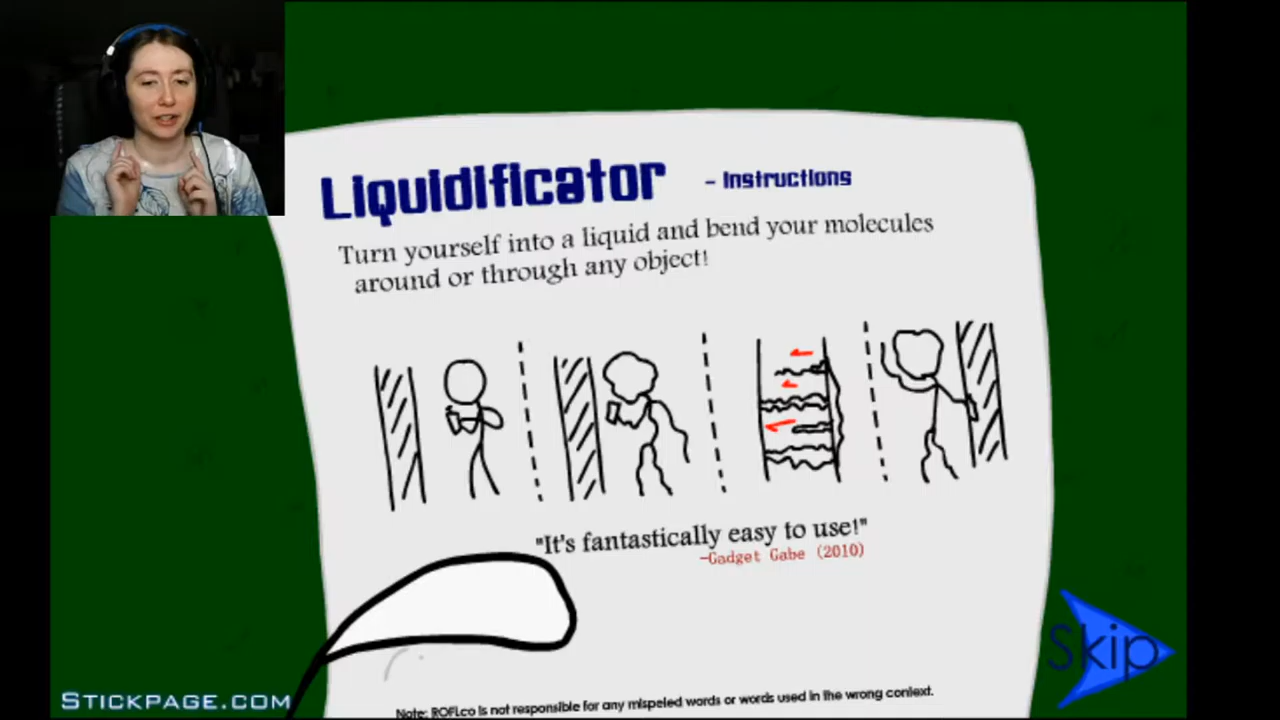 Liquidificator - Instructions
Turn yourself into a liquid and bend your molecules
around or through any object!
"It's fantastically easy to use!"
-Gadget Gabe (2010)
Skip
STICKPAGE.COM
Note: ROFLco is not responsible for any mispeled words or words used in the wrong context.